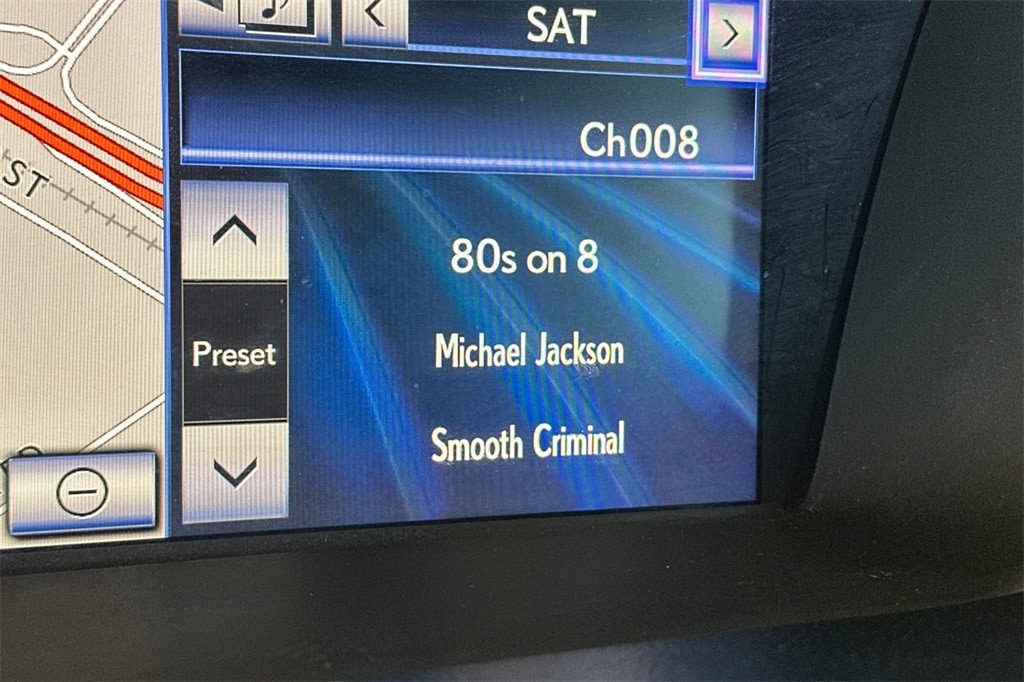 SAT
Ch008
ST
80s on 8
Preset
Michael Jackson
Smooth Criminal